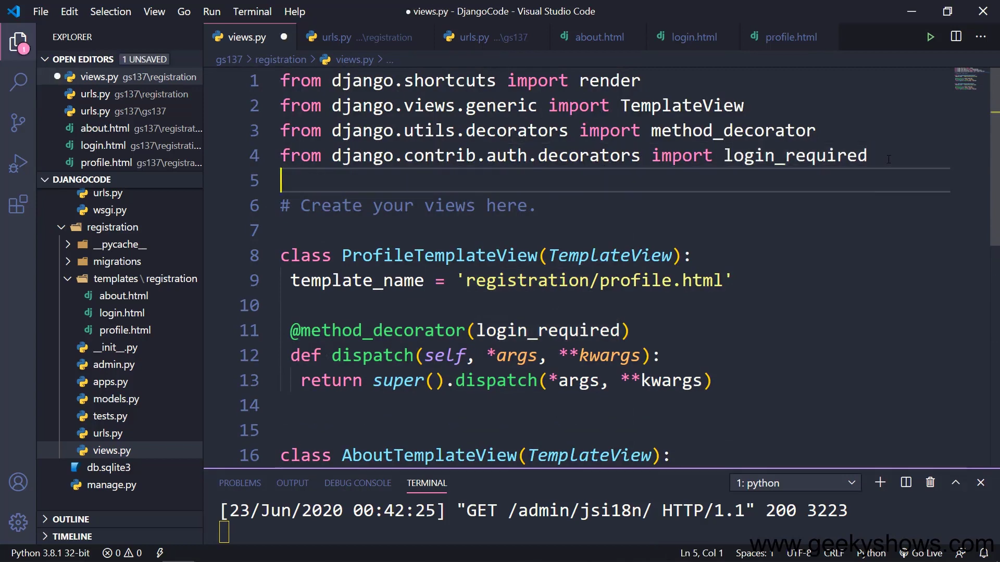 File Edit Selection View Go Run Terminal Help
● views.py - DjangoCode - Visual Studio Code
EXPLORER
OPEN EDITORS 1 UNSAVED
views.py gs137\registration
urls.py gs137\registration
urls.py gs137\gs137
about.html gs137\registrat...
login.html gs137\registrati...
profile.html gs137\registra...
DJANGOCODE
urls.py
wsgi.py
registration
__pycache__
migrations
templates \ registration
about.html
login.html
profile.html
__init__.py
admin.py
apps.py
models.py
tests.py
urls.py
views.py
db.sqlite3
manage.py
OUTLINE
TIMELINE
1
views.py urls.py ...\registration urls.py ...\gs137 about.html login.html profile.html
gs137 > registration > views.py > ...
1 from django.shortcuts import render
2 from django.views.generic import TemplateView
3 from django.utils.decorators import method_decorator
4 from django.contrib.auth.decorators import login_required
5
6 # Create your views here.
7
8 class ProfileTemplateView(TemplateView):
9 template_name = 'registration/profile.html'
10
11 @method_decorator(login_required)
12 def dispatch(self, *args, **kwargs):
13 return super().dispatch(*args, **kwargs)
14
15
16 class AboutTemplateView(TemplateView):
PROBLEMS OUTPUT DEBUG CONSOLE TERMINAL 1: python
[23/Jun/2020 00:42:25] "GET /admin/jsi18n/ HTTP/1.1" 200 3223
www.geekyshows.com
Python 3.8.1 32-bit 0 0 Ln 5, Col 1 Spaces: 1 UTF-8 CRLF Python Go Live